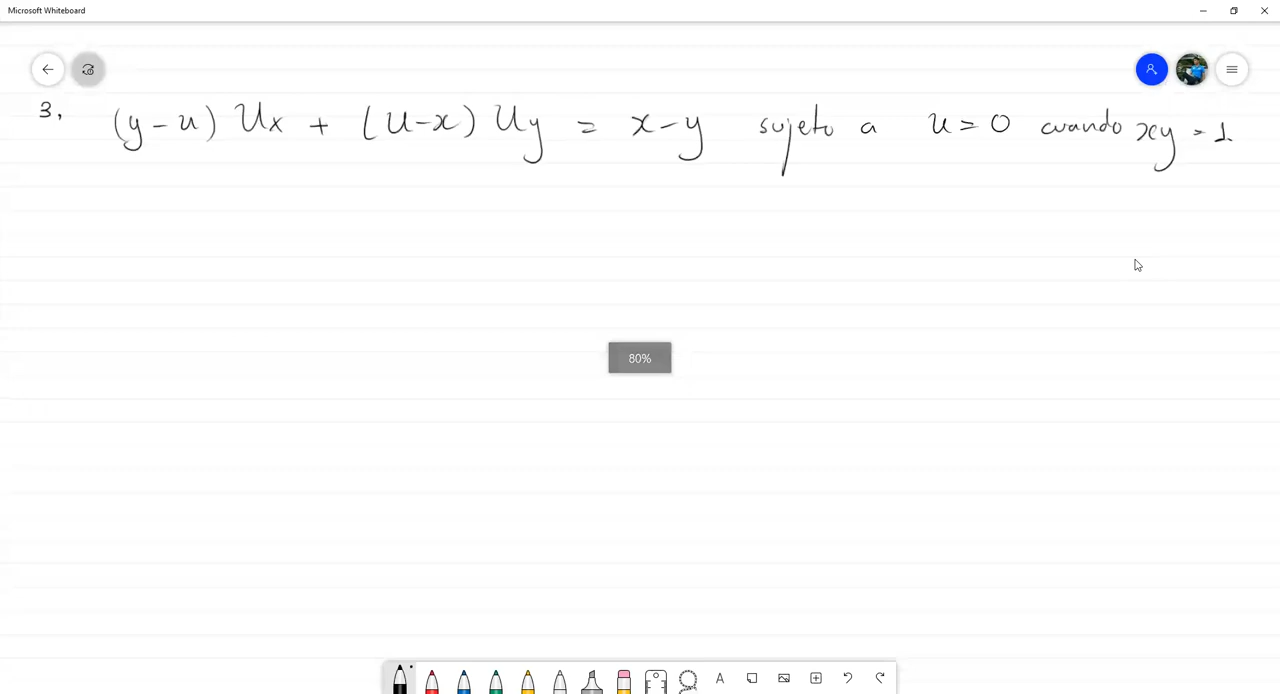 Microsoft Whiteboard
3. (y-u) Ux + (U-x) Uy = x-y sujeto a u=0 cuando xy=1
80%
A